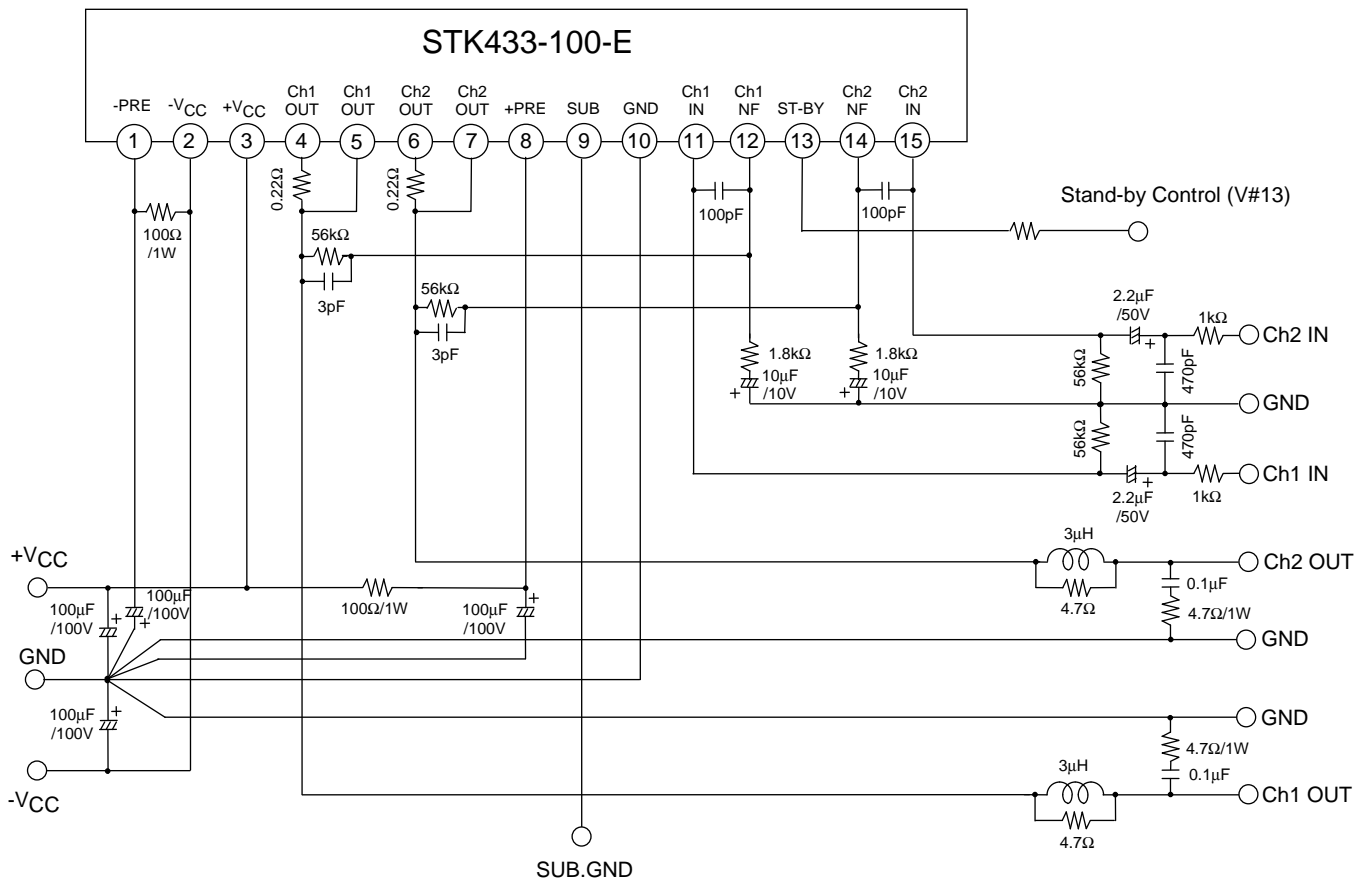 STK433-100-E
-PRE
-VCC
+VCC
Ch1
OUT
Ch1
OUT
Ch2
OUT
Ch2
OUT
+PRE
SUB
GND
Ch1
IN
Ch1
NF
ST-BY
Ch2
NF
Ch2
IN
1
2
3
4
5
6
7
8
9
10
11
12
13
14
15
0.22Ω
0.22Ω
100pF
100pF
Stand-by Control (V#13)
100Ω
/1W
56kΩ
3pF
56kΩ
3pF
2.2µF
/50V
1kΩ
Ch2 IN
1.8kΩ
10µF
/10V
+
1.8kΩ
10µF
/10V
+
56kΩ
+
470pF
GND
56kΩ
470pF
Ch1 IN
+
2.2µF
/50V
1kΩ
+VCC
3µH
Ch2 OUT
4.7Ω
0.1µF
4.7Ω/1W
100µF
/100V
+
100µF
/100V
+
100Ω/1W
100µF
/100V
+
GND
GND
100µF
/100V
+
GND
4.7Ω/1W
0.1µF
-VCC
3µH
Ch1 OUT
4.7Ω
SUB.GND